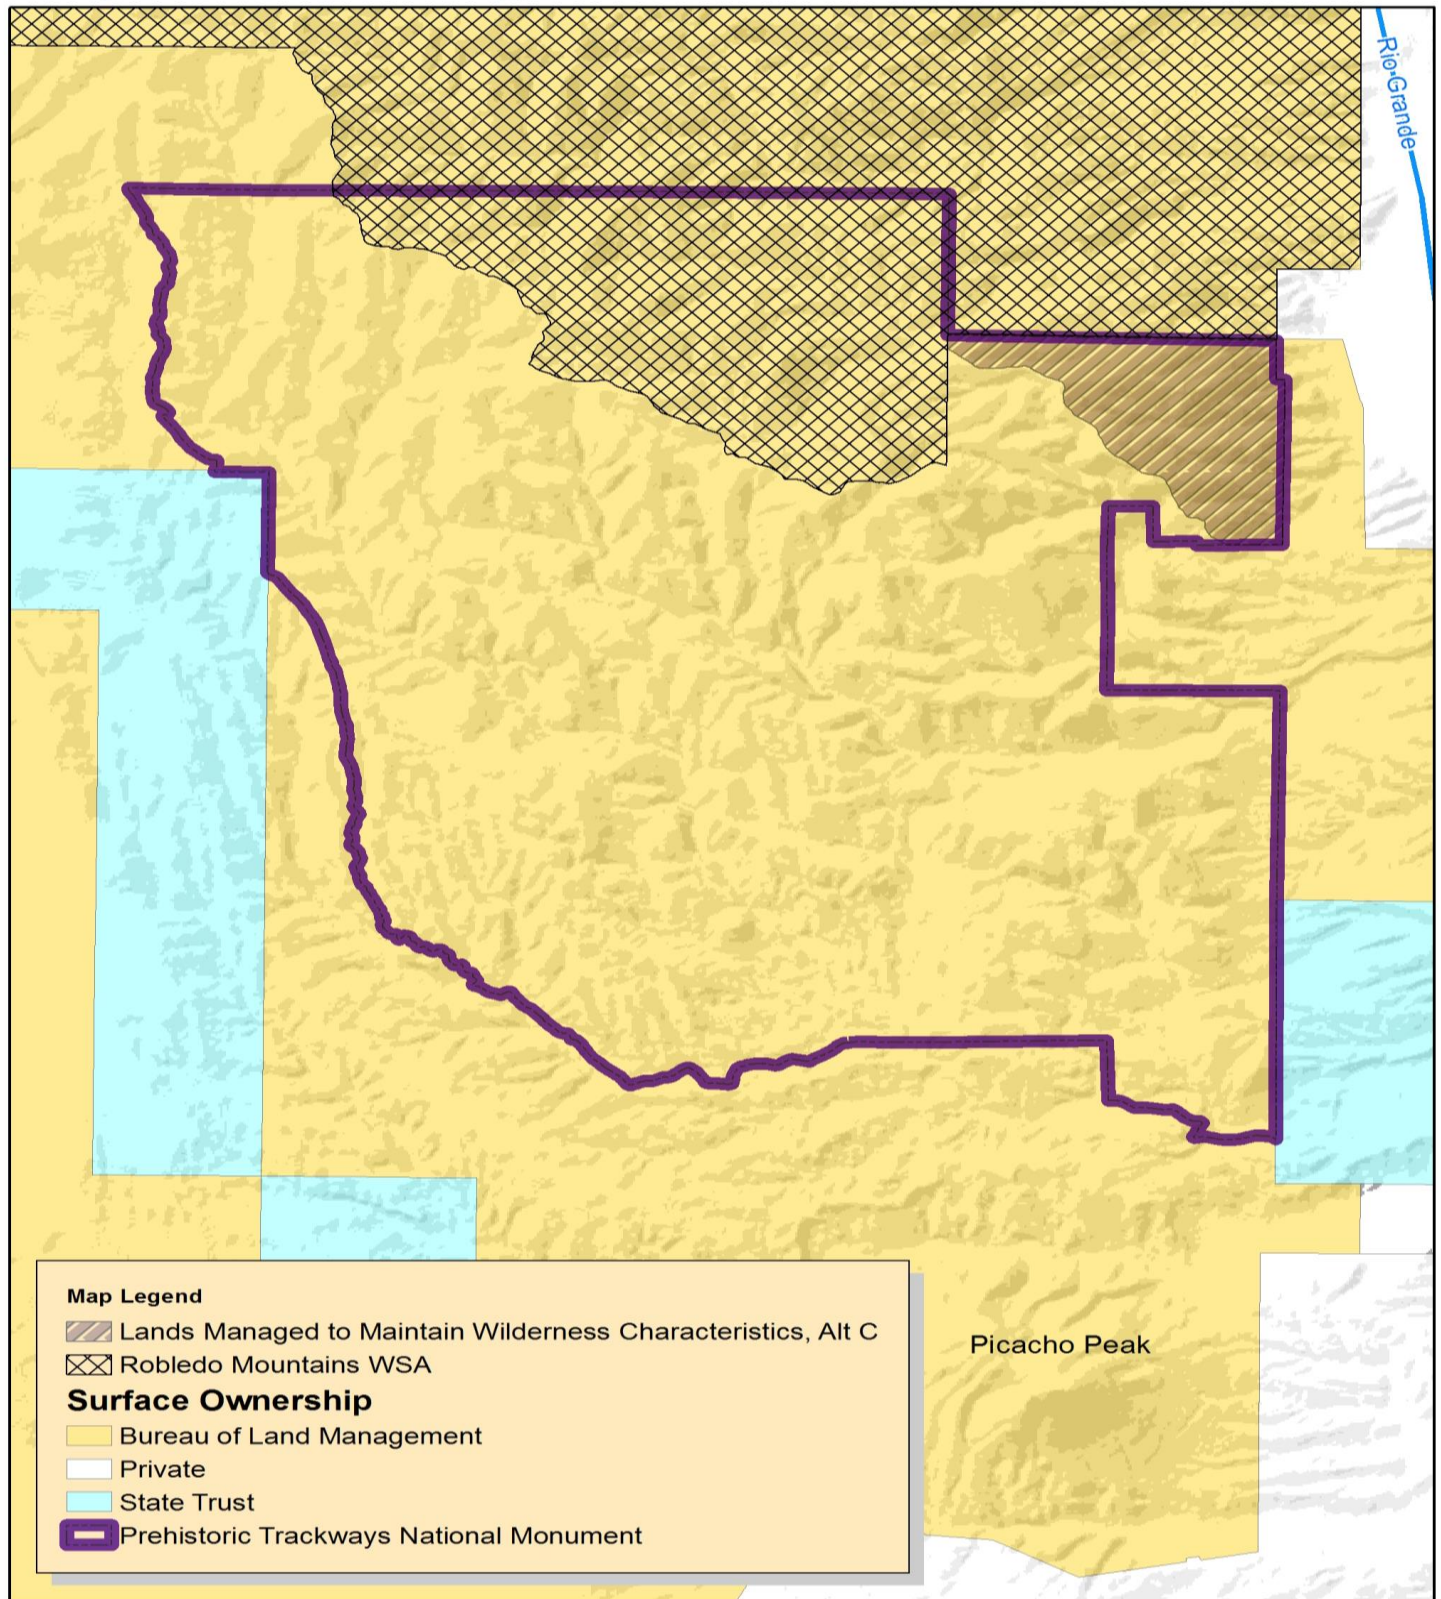 Rio Grande
Picacho Peak
Map Legend
Lands Managed to Maintain Wilderness Characteristics, Alt C
Robledo Mountains WSA
Surface Ownership
Bureau of Land Management
Private
State Trust
Prehistoric Trackways National Monument